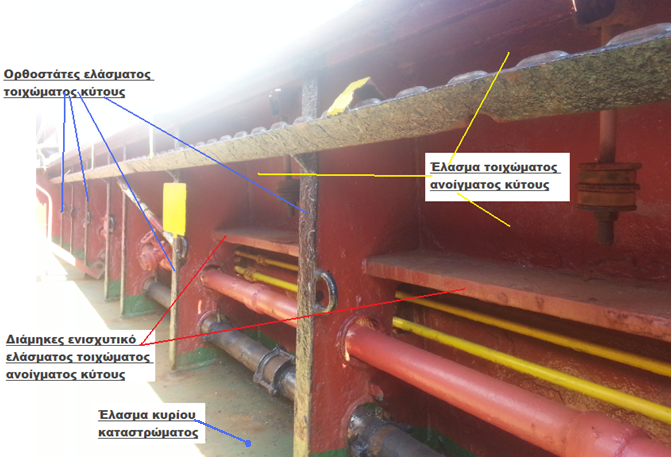 Ορθοστάτες ελάσματος
τοιχώματος κύτους
Έλασμα τοιχώματος
ανοίγματος κύτους
Διάμηκες ενισχυτικό
ελάσματος τοιχώματος
ανοίγματος κύτους
Έλασμα κυρίου
καταστρώματος